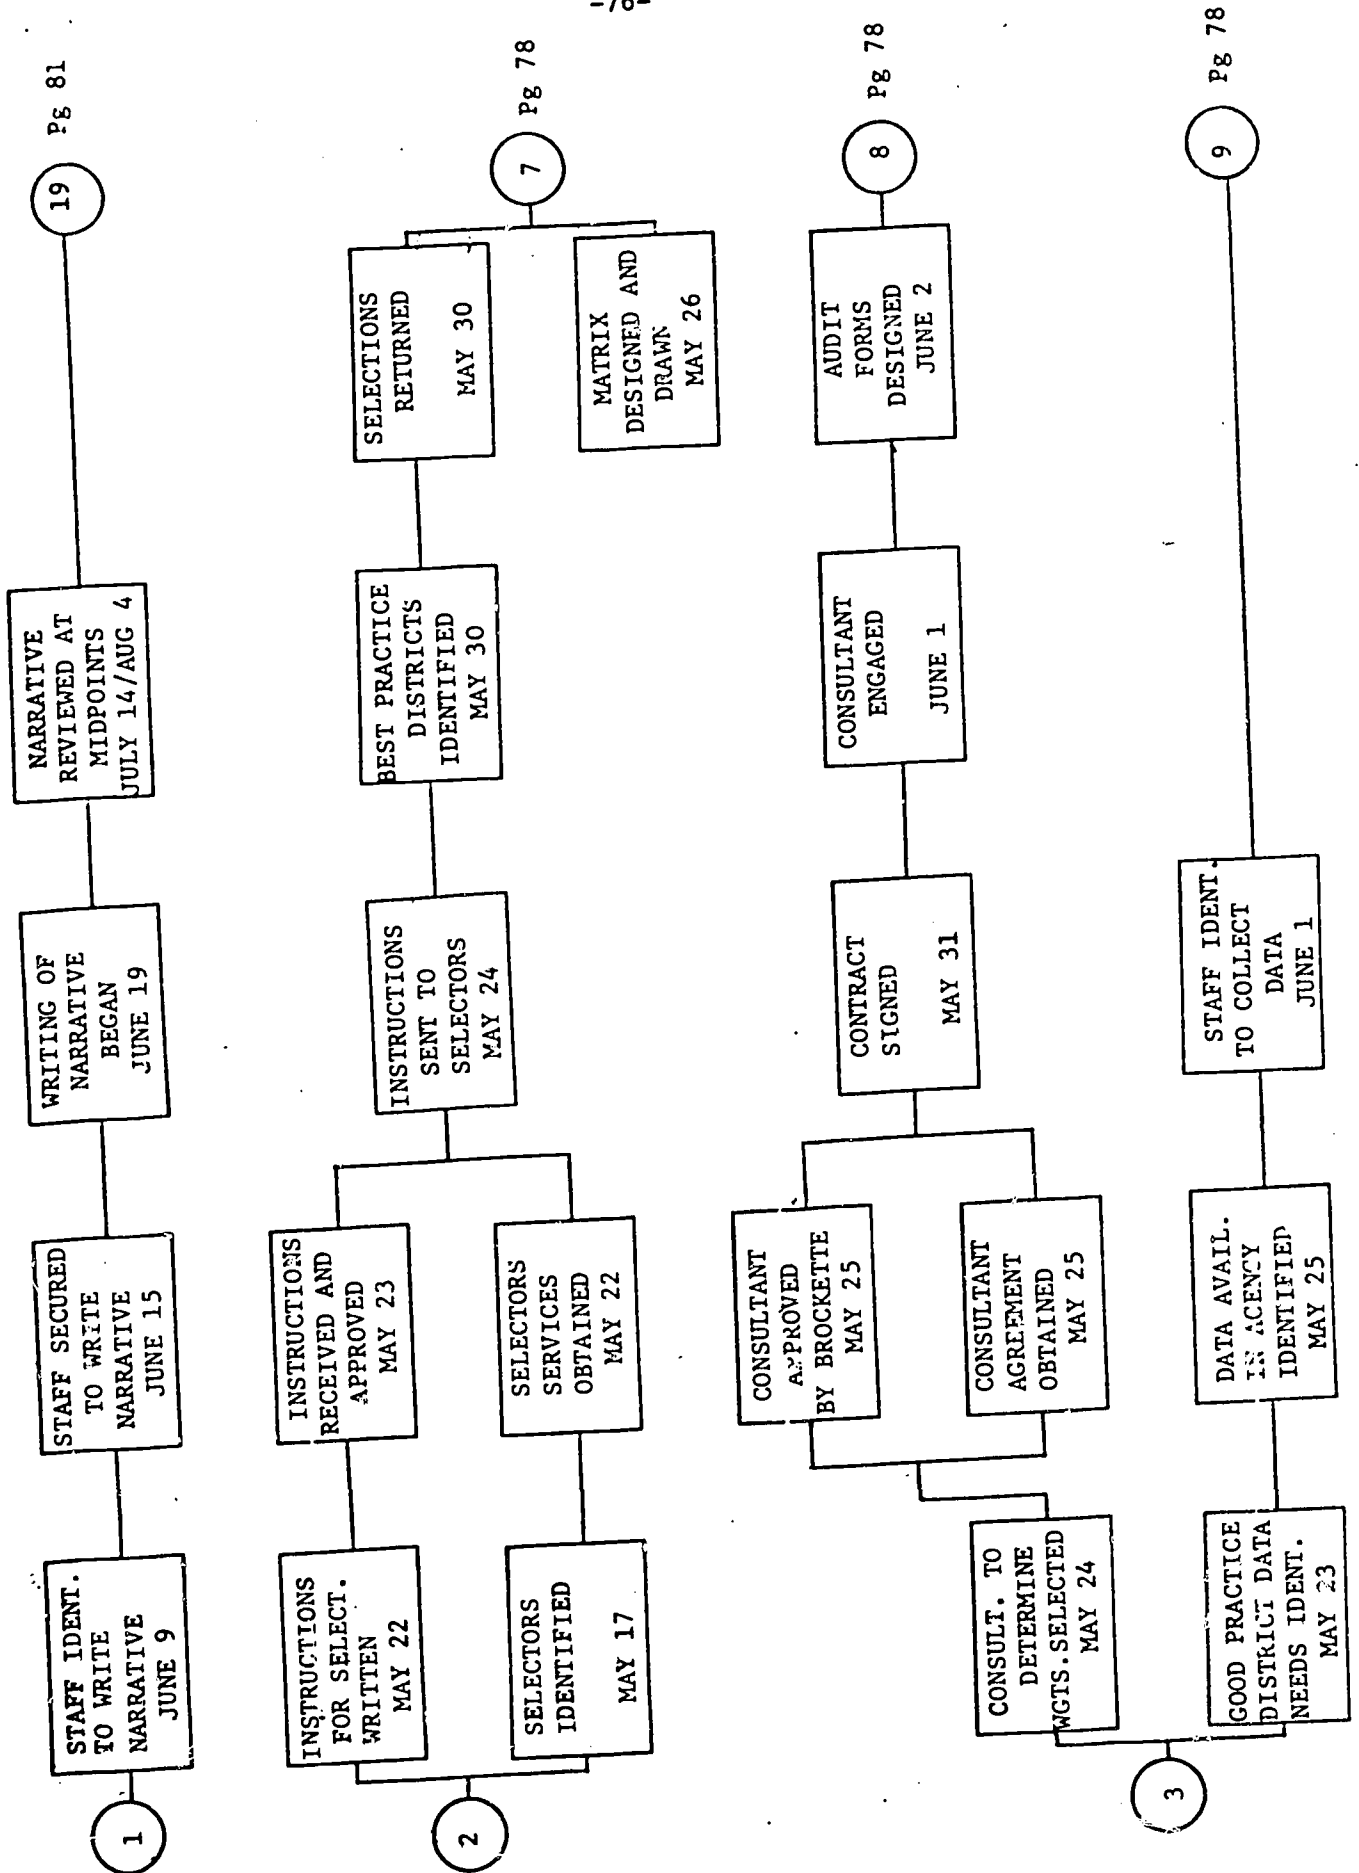 -76-
1
STAFF IDENT.
TO WRITE
NARRATIVE
JUNE 9
STAFF SECURED
TO WRITE
NARRATIVE
JUNE 15
WRITING OF
NARRATIVE
BEGAN
JUNE 19
NARRATIVE
REVIEWED AT
MIDPOINTS
JULY 14/AUG 4
19
Pg 81
2
INSTRUCTIONS
FOR SELECT.
WRITTEN
MAY 22
INSTRUCTIONS
RECEIVED AND
APPROVED
MAY 23
SELECTORS
IDENTIFIED
MAY 17
SELECTORS
SERVICES
OBTAINED
MAY 22
INSTRUCTIONS
SENT TO
SELECTORS
MAY 24
BEST PRACTICE
DISTRICTS
IDENTIFIED
MAY 30
SELECTIONS
RETURNED
MAY 30
MATRIX
DESIGNED AND
DRAWN
MAY 26
7
Pg 78
3
CONSULT. TO
DETERMINE
WGTS.SELECTED
MAY 24
CONSULTANT
APPROVED
BY BROCKETTE
MAY 25
CONSULTANT
AGREEMENT
OBTAINED
MAY 25
CONTRACT
SIGNED
MAY 31
CONSULTANT
ENGAGED
JUNE 1
AUDIT
FORMS
DESIGNED
JUNE 2
8
Pg 78
GOOD PRACTICE
DISTRICT DATA
NEEDS IDENT.
MAY 23
DATA AVAIL.
IN AGENCY
IDENTIFIED
MAY 25
STAFF IDENT.
TO COLLECT
DATA
JUNE 1
9
Pg 78